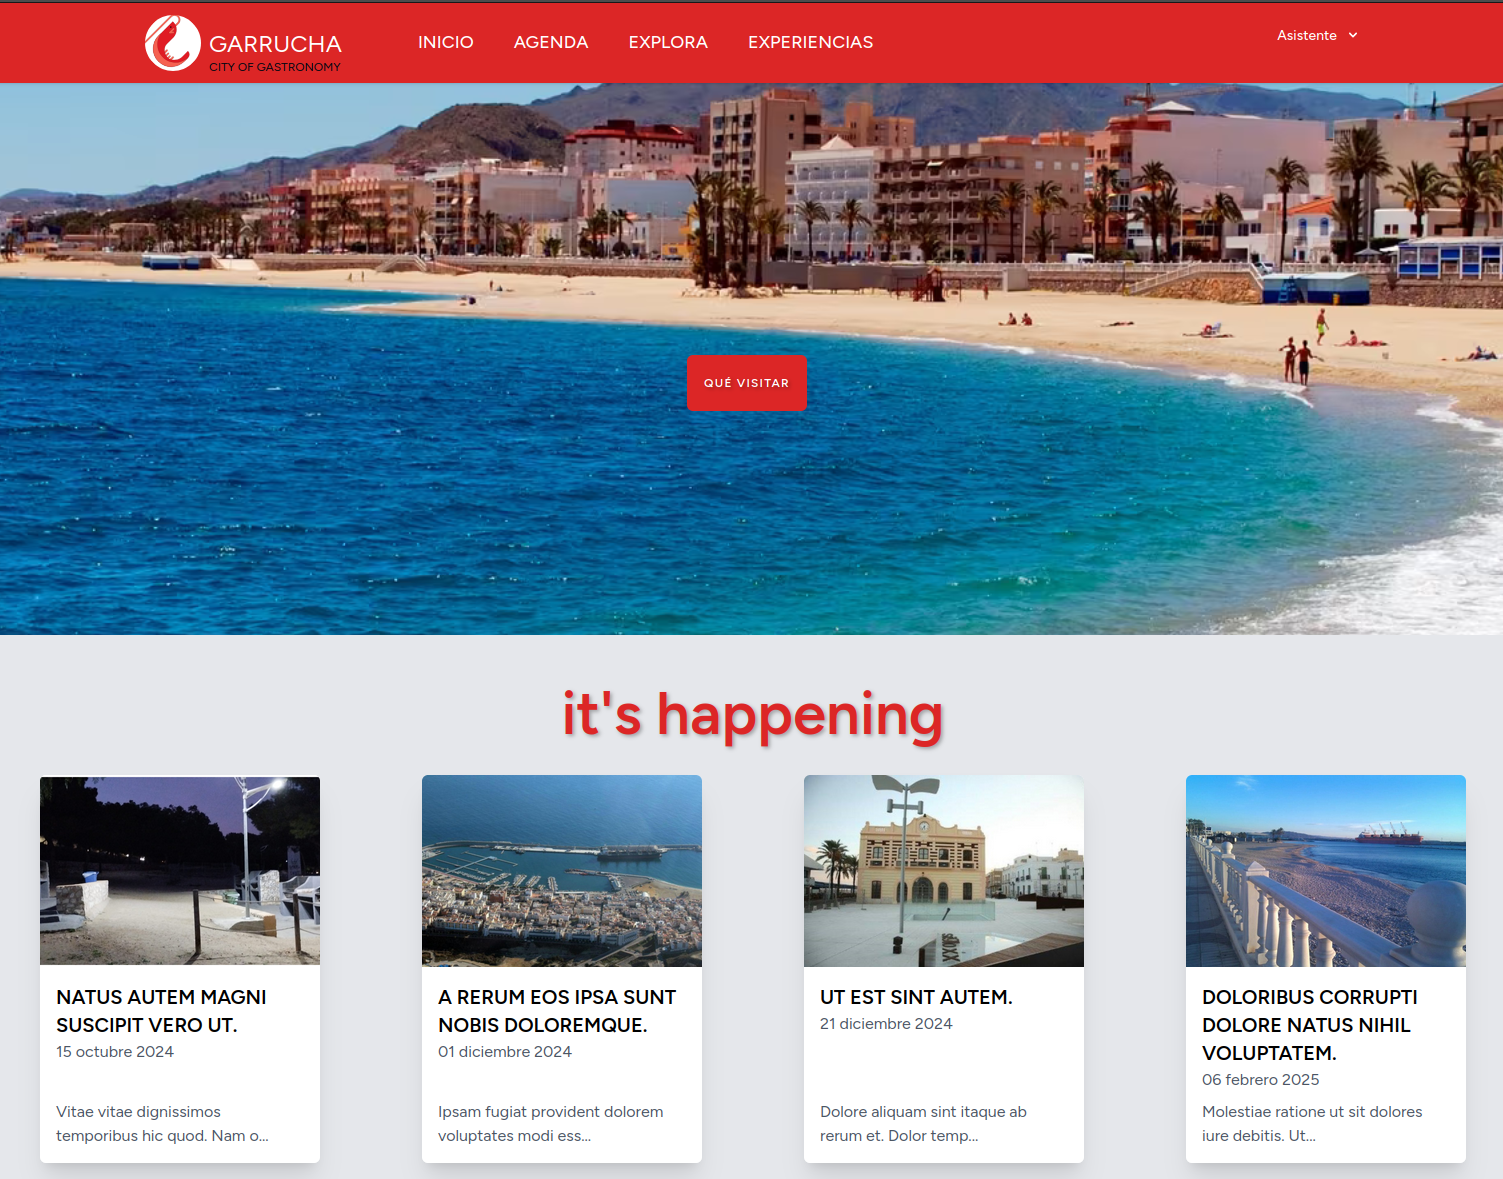 GARRUCHA
CITY OF GASTRONOMY
INICIO AGENDA EXPLORA EXPERIENCIAS
Asistente
QUÉ VISITAR
it's happening
NATUS AUTEM MAGNI
SUSCIPIT VERO UT.
15 octubre 2024
Vitae vitae dignissimos
temporibus hic quod. Nam o...
A RERUM EOS IPSA SUNT
NOBIS DOLOREMQUE.
01 diciembre 2024
Ipsam fugiat provident dolorem
voluptates modi ess...
UT EST SINT AUTEM.
21 diciembre 2024
Dolore aliquam sint itaque ab
rerum et. Dolor temp...
DOLORIBUS CORRUPTI
DOLORE NATUS NIHIL
VOLUPTATEM.
06 febrero 2025
Molestiae ratione ut sit dolores
iure debitis. Ut...